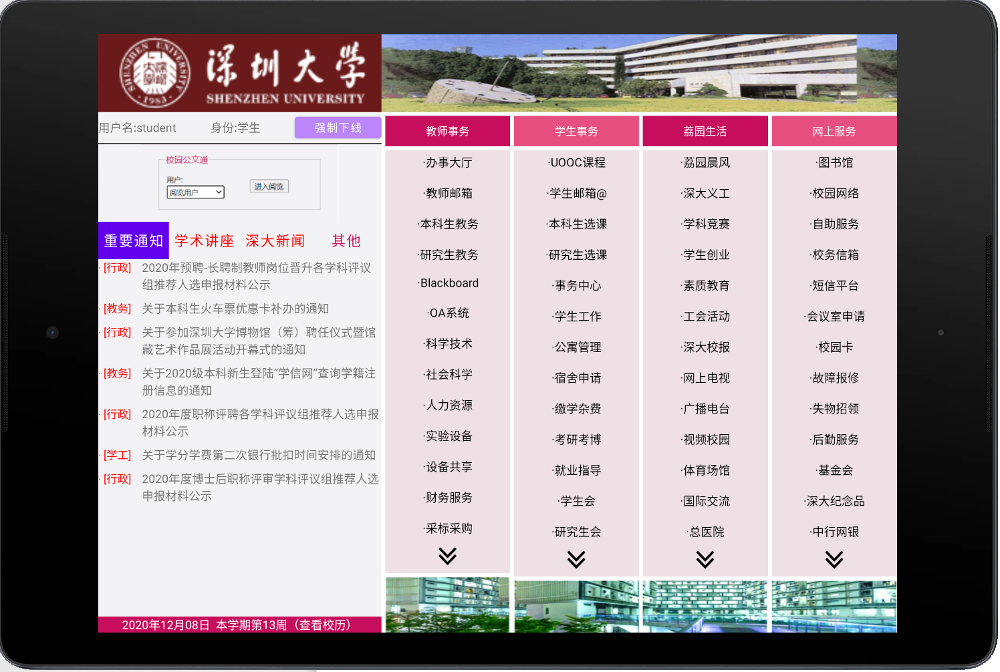 SHENZHEN UNIVERSITY
·1983·
深圳大学
SHENZHEN UNIVERSITY
用户名:student 身份:学生 强制下线
校园公文通
用户:
阅览用户 进入阅览
重要通知 学术讲座 深大新闻 其他
· [行政] 2020年预聘-长聘制教师岗位晋升各学科评议
组推荐人选申报材料公示
· [教务] 关于本科生火车票优惠卡补办的通知
· [行政] 关于参加深圳大学博物馆（筹）聘任仪式暨馆
藏艺术作品展活动开幕式的通知
· [教务] 关于2020级本科新生登陆“学信网”查询学籍注
册信息的通知
· [行政] 2020年度职称评聘各学科评议组推荐人选申报
材料公示
· [学工] 关于学分学费第二次银行批扣时间安排的通知
· [行政] 2020年度博士后职称评审学科评议组推荐人选
申报材料公示
2020年12月08日 本学期第13周（查看校历）
教师事务
·办事大厅
·教师邮箱
·本科生教务
·研究生教务
·Blackboard
·OA系统
·科学技术
·社会科学
·人力资源
·实验设备
·设备共享
·财务服务
·采标采购
学生事务
·UOOC课程
·学生邮箱@
·本科生选课
·研究生选课
·事务中心
·学生工作
·公寓管理
·宿舍申请
·缴学杂费
·考研考博
·就业指导
·学生会
·研究生会
荔园生活
·荔园晨风
·深大义工
·学科竞赛
·学生创业
·素质教育
·工会活动
·深大校报
·网上电视
·广播电台
·视频校园
·体育场馆
·国际交流
·总医院
网上服务
·图书馆
·校园网络
·自助服务
·校务信箱
·短信平台
·会议室申请
·校园卡
·故障报修
·失物招领
·后勤服务
·基金会
·深大纪念品
·中行网银